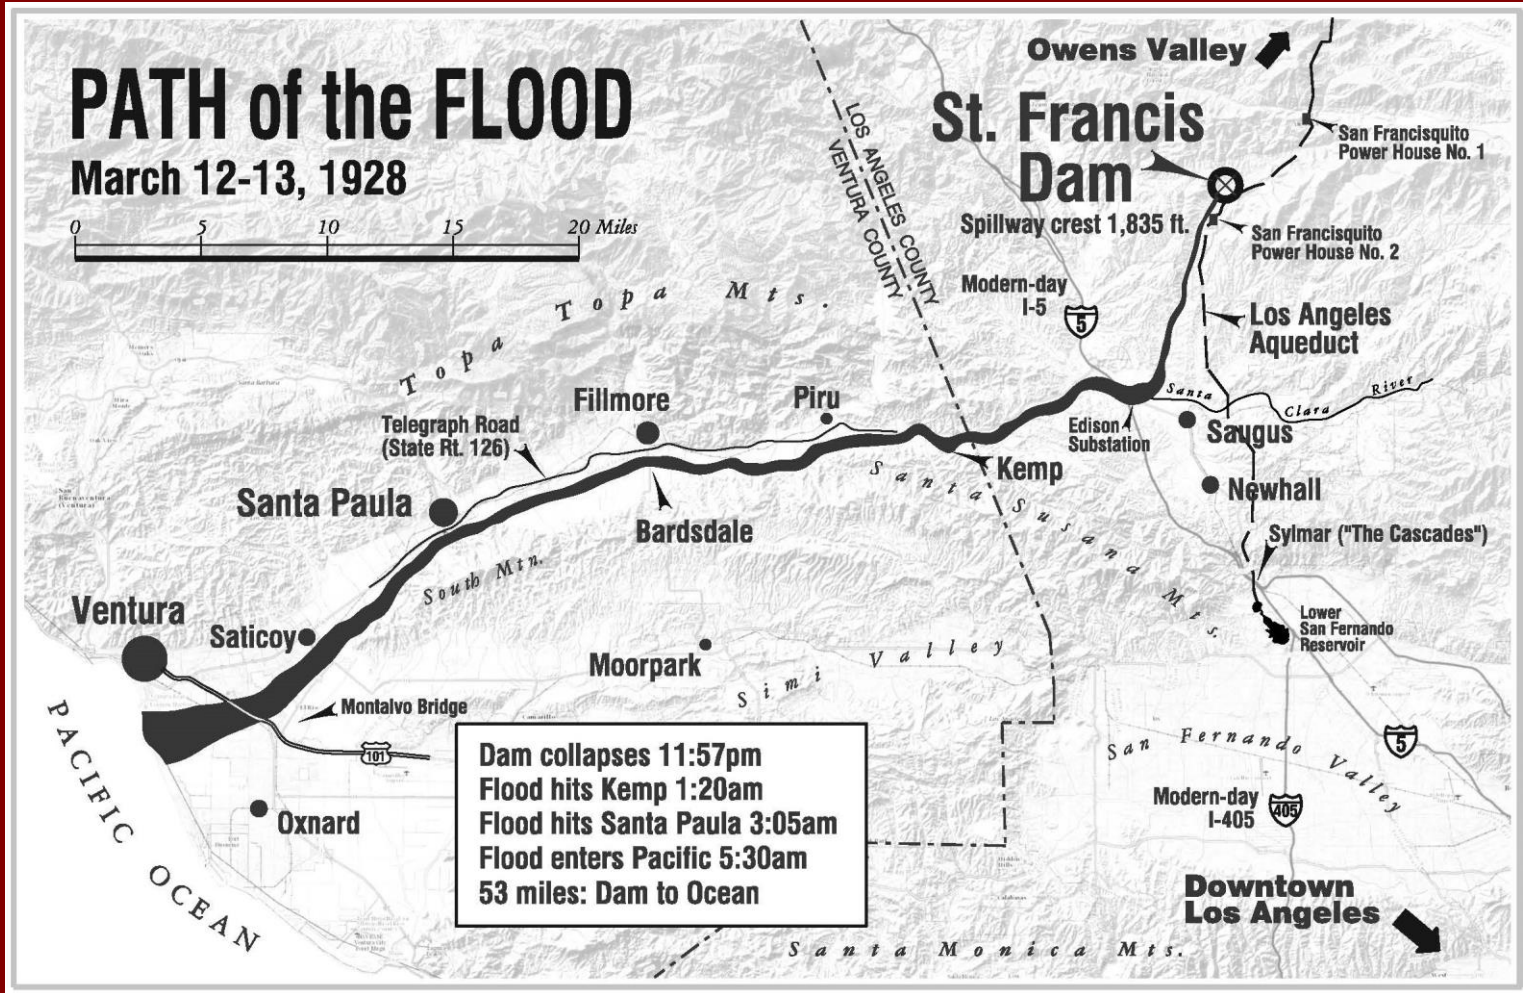 PATH of the FLOOD
March 12-13, 1928
0 5 10 15 20 Miles
Owens Valley
St. Francis
Dam
Spillway crest 1,835 ft.
San Francisquito
Power House No. 1
San Francisquito
Power House No. 2
LOS ANGELES COUNTY
VENTURA COUNTY
Modern-day
I-5
5
Los Angeles
Aqueduct
Topa Topa Mts.
Telegraph Road
(State Rt. 126)
Fillmore
Piru
Santa Clara River
Edison
Substation
Saugus
Kemp
Newhall
Santa Paula
Bardsdale
Santa Susana Mts.
Sylmar ("The Cascades")
South Mtn.
Ventura
Saticoy
Moorpark
Simi Valley
Lower
San Fernando
Reservoir
Montalvo Bridge
101
PACIFIC OCEAN
Oxnard
Dam collapses 11:57pm
Flood hits Kemp 1:20am
Flood hits Santa Paula 3:05am
Flood enters Pacific 5:30am
53 miles: Dam to Ocean
San Fernando Valley
5
Modern-day
I-405
405
Downtown
Los Angeles
Santa Monica Mts.